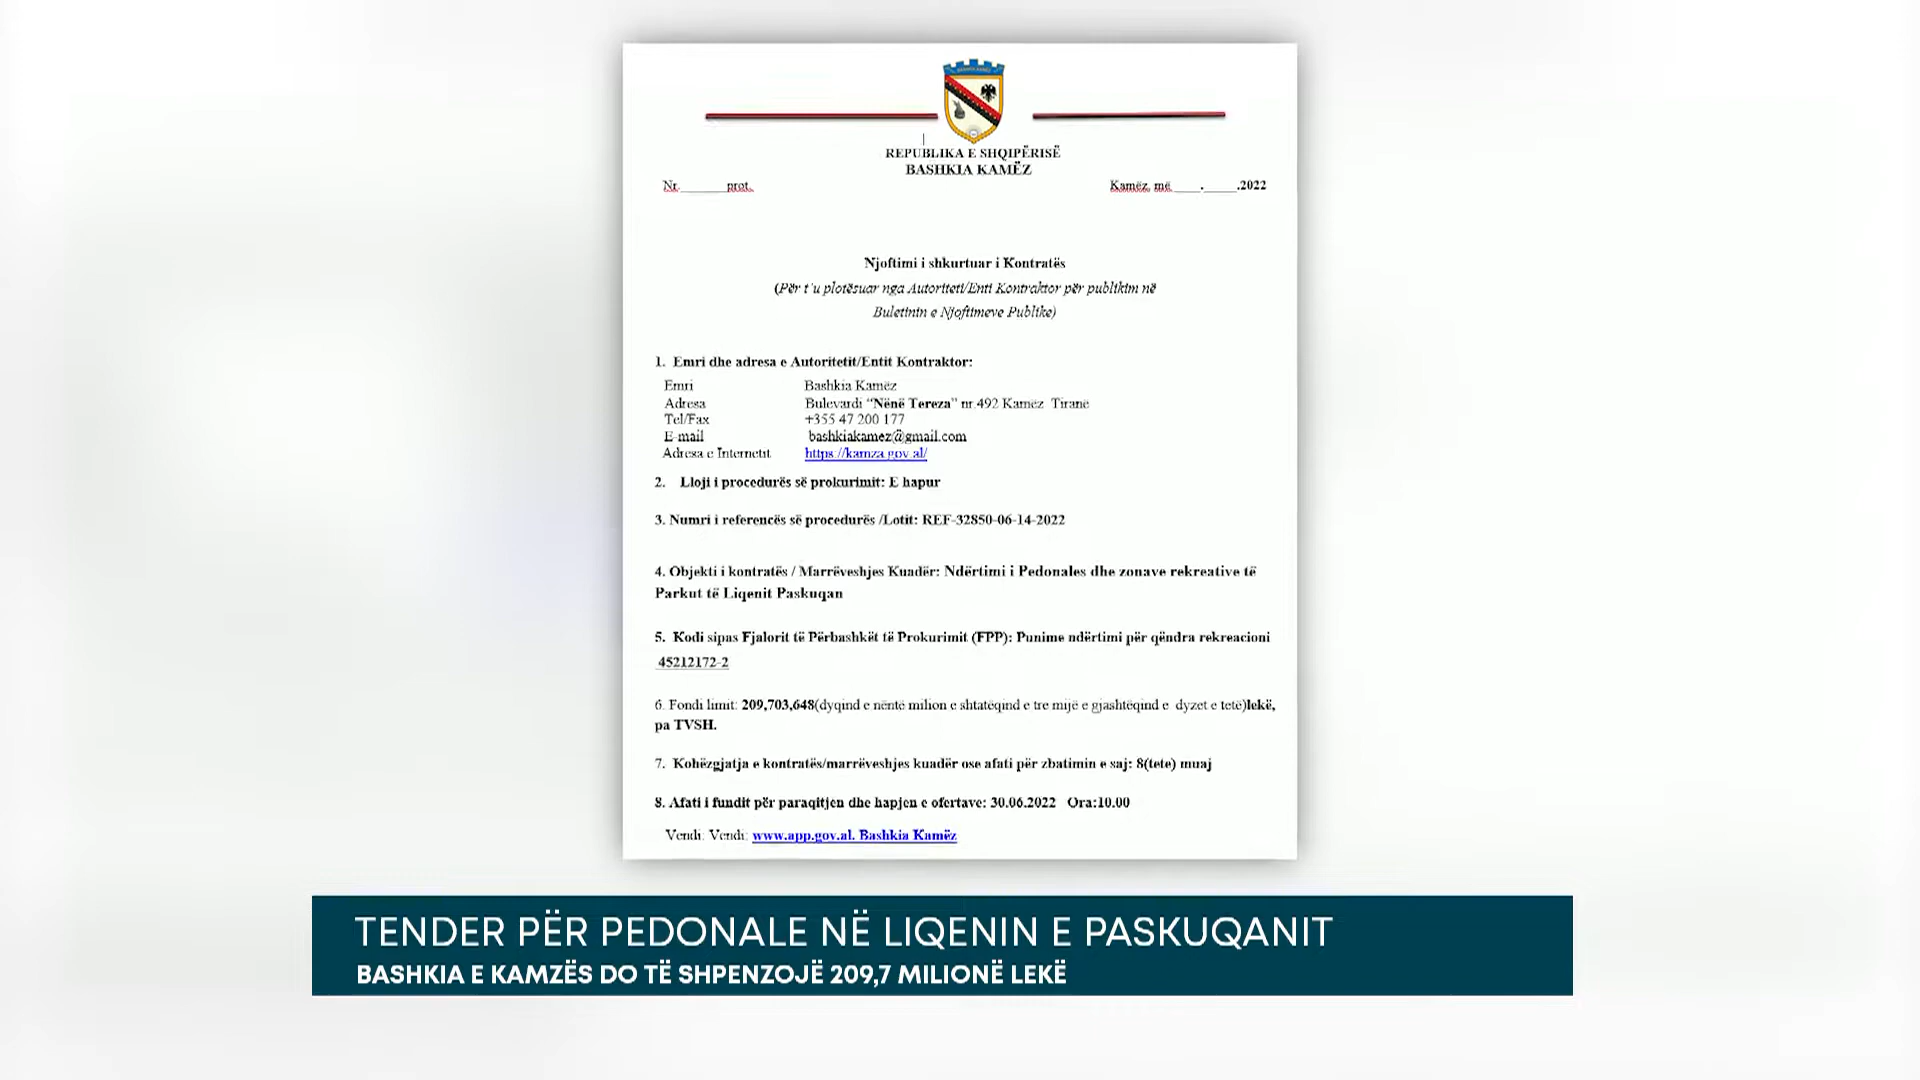 REPUBLIKA E SHQIPËRISË
BASHKIA KAMËZ
Nr.______prot. Kamëz, më ____._____.2022
Njoftimi i shkurtuar i Kontratës
(Për t'u plotësuar nga Autoriteti/Enti Kontraktor për publikim në
Buletinin e Njoftimeve Publike)
1. Emri dhe adresa e Autoritetit/Entit Kontraktor:
Emri Bashkia Kamëz
Adresa Bulevardi "Nënë Tereza" nr.492 Kamëz Tiranë
Tel/Fax +355 47 200 177
E-mail bashkiakamez@gmail.com
Adresa e Internetit https://kamza.gov.al/
2. Lloji i procedurës së prokurimit: E hapur
3. Numri i referencës së procedurës /Lotit: REF-32850-06-14-2022
4. Objekti i kontratës / Marrëveshjes Kuadër: Ndërtimi i Pedonales dhe zonave rekreative të
Parkut të Liqenit Paskuqan
5. Kodi sipas Fjalorit të Përbashkët të Prokurimit (FPP): Punime ndërtimi për qëndra rekreacioni
45212172-2
6. Fondi limit: 209,703,648(dyqind e nëntë milion e shtatëqind e tre mijë e gjashtëqind e dyzet e tetë)lekë,
pa TVSH.
7. Kohëzgjatja e kontratës/marrëveshjes kuadër ose afati për zbatimin e saj: 8(tete) muaj
8. Afati i fundit për paraqitjen dhe hapjen e ofertave: 30.06.2022 Ora:10.00
Vendi: Vendi: www.app.gov.al. Bashkia Kamëz
TENDER PËR PEDONALE NË LIQENIN E PASKUQANIT
BASHKIA E KAMZËS DO TË SHPENZOJË 209,7 MILIONË LEKË